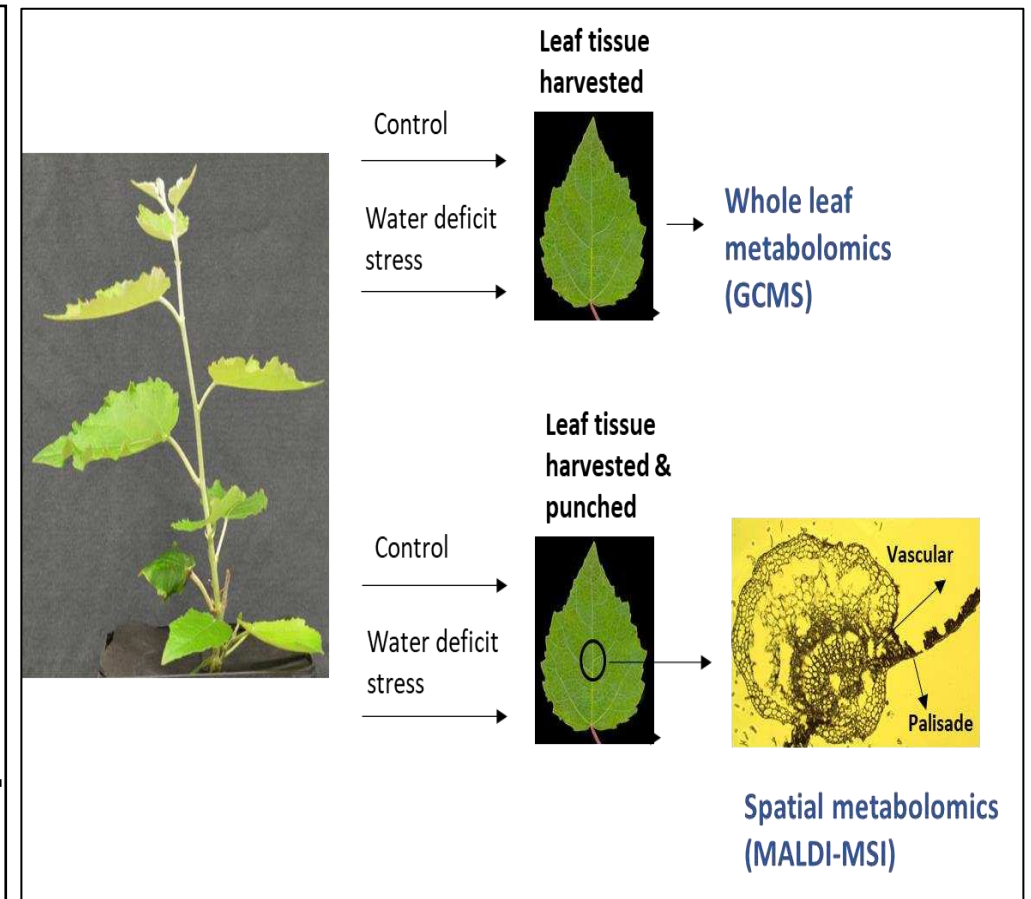 Leaf tissue
harvested
Control
Water deficit
stress
Whole leaf
metabolomics
(GCMS)
Leaf tissue
harvested &
punched
Control
Water deficit
stress
Vascular
Palisade
Spatial metabolomics
(MALDI-MSI)